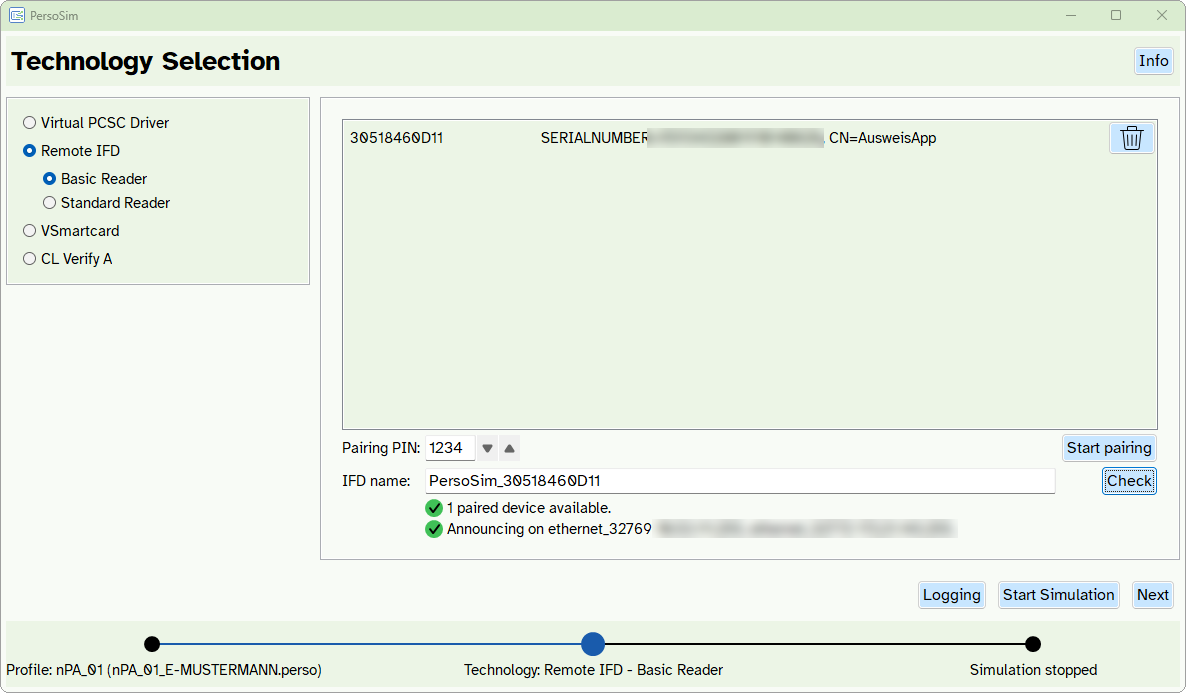 PersoSim
Technology Selection
Info
Virtual PCSC Driver
Remote IFD
Basic Reader
Standard Reader
VSmartcard
CL Verify A
30518460D11 SERIALNUMBER CN=AusweisApp
Pairing PIN: 1234 Start pairing
IFD name: PersoSim_30518460D11 Check
1 paired device available.
Announcing on ethernet_32769
Logging Start Simulation Next
Profile: nPA_01 (nPA_01_E-MUSTERMANN.perso) Technology: Remote IFD - Basic Reader Simulation stopped